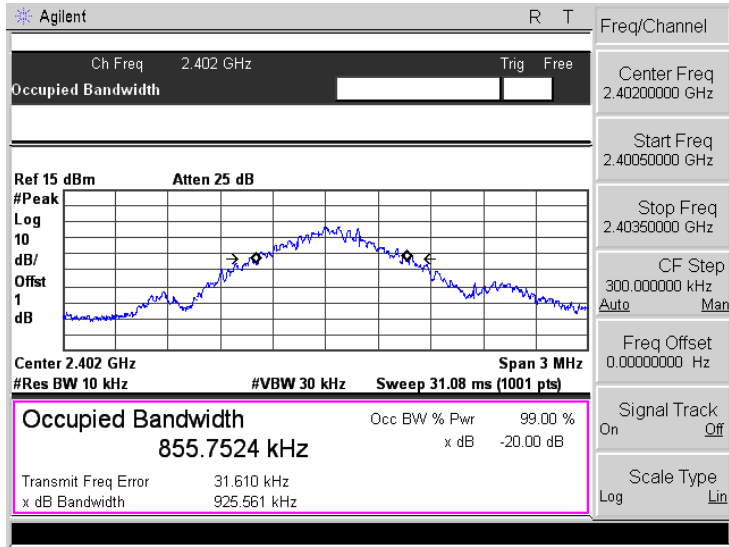 Agilent R T
Ch Freq 2.402 GHz Trig Free
Occupied Bandwidth
Ref 15 dBm Atten 25 dB
#Peak
Log
10
dB/
Offst
1
dB
Center 2.402 GHz Span 3 MHz
#Res BW 10 kHz #VBW 30 kHz Sweep 31.08 ms (1001 pts)
Occupied Bandwidth Occ BW % Pwr 99.00 %
855.7524 kHz x dB -20.00 dB
Transmit Freq Error 31.610 kHz
x dB Bandwidth 925.561 kHz
Freq/Channel
Center Freq
2.40200000 GHz
Start Freq
2.40050000 GHz
Stop Freq
2.40350000 GHz
CF Step
300.000000 kHz
Auto Man
Freq Offset
0.00000000 Hz
Signal Track
On Off
Scale Type
Log Lin